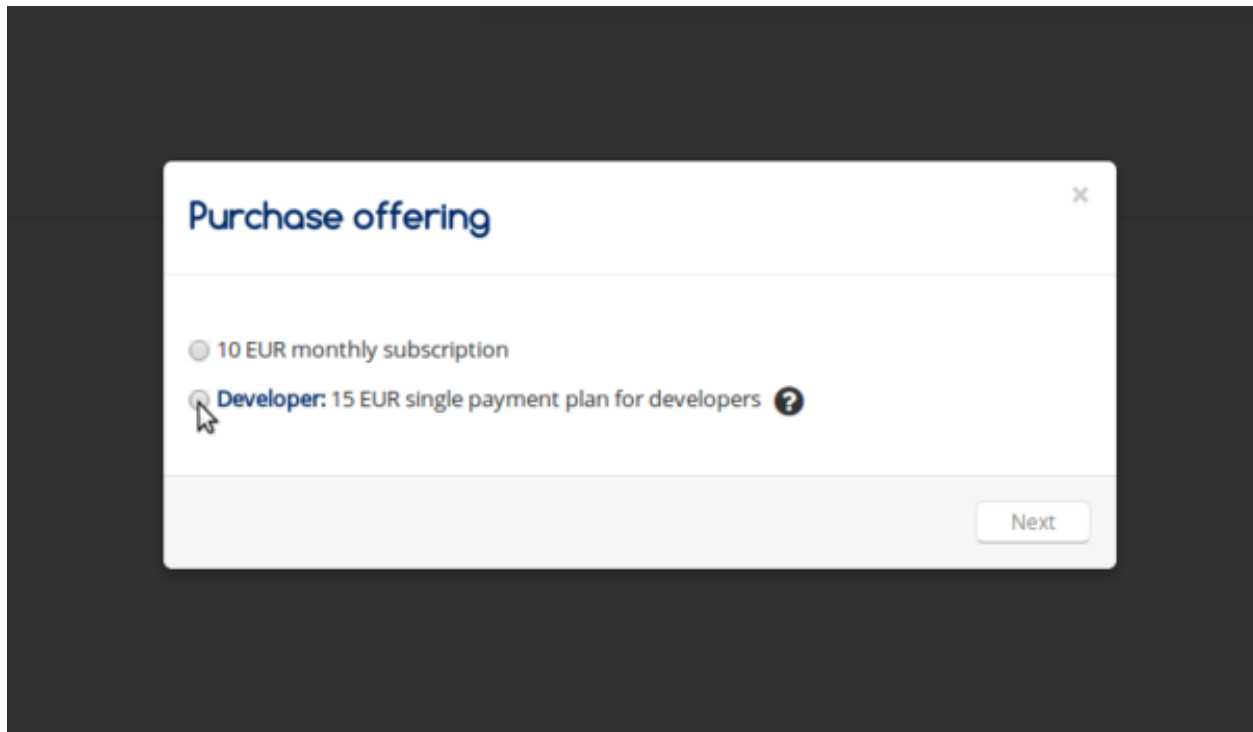 Purchase offering
×
10 EUR monthly subscription
Developer: 15 EUR single payment plan for developers ?
Next